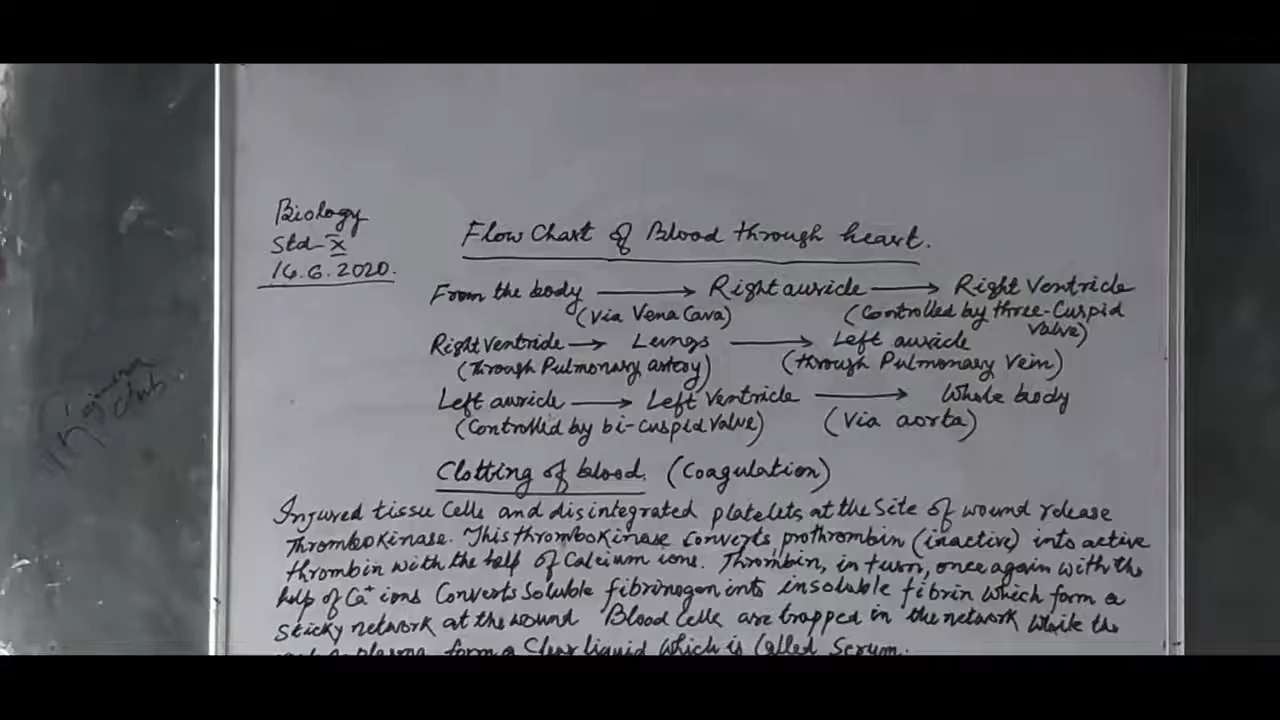 Biology
Std-X
14.6.2020.
Flow Chart of Blood through heart.
From the body → Right auricle → Right Ventricle
(Via Vena Cava) (Controlled by three-Cuspid Valve)
Right Ventride → Lungs → Left auricle
(through Pulmonary artery) (through Pulmonary Vein)
Left auricle → Left Ventricle → Whole body
(Controlled by bi-Cuspid Valve) (Via aorta)
Clotting of blood. (Coagulation)
Injured tissue Cells and disintegrated platelets at the Site of wound release
Thrombokinase. This thrombokinase converts prothrombin (inactive) into active
thrombin with the help of Calcium ions. Thrombin, in turn, once again with the
help of Ca+ ions Converts Soluble fibrinogen into insoluble fibrin which form a
Sticky network at the wound Blood Cells are trapped in the network while the
plasma form a Clear liquid which is Called Serum.